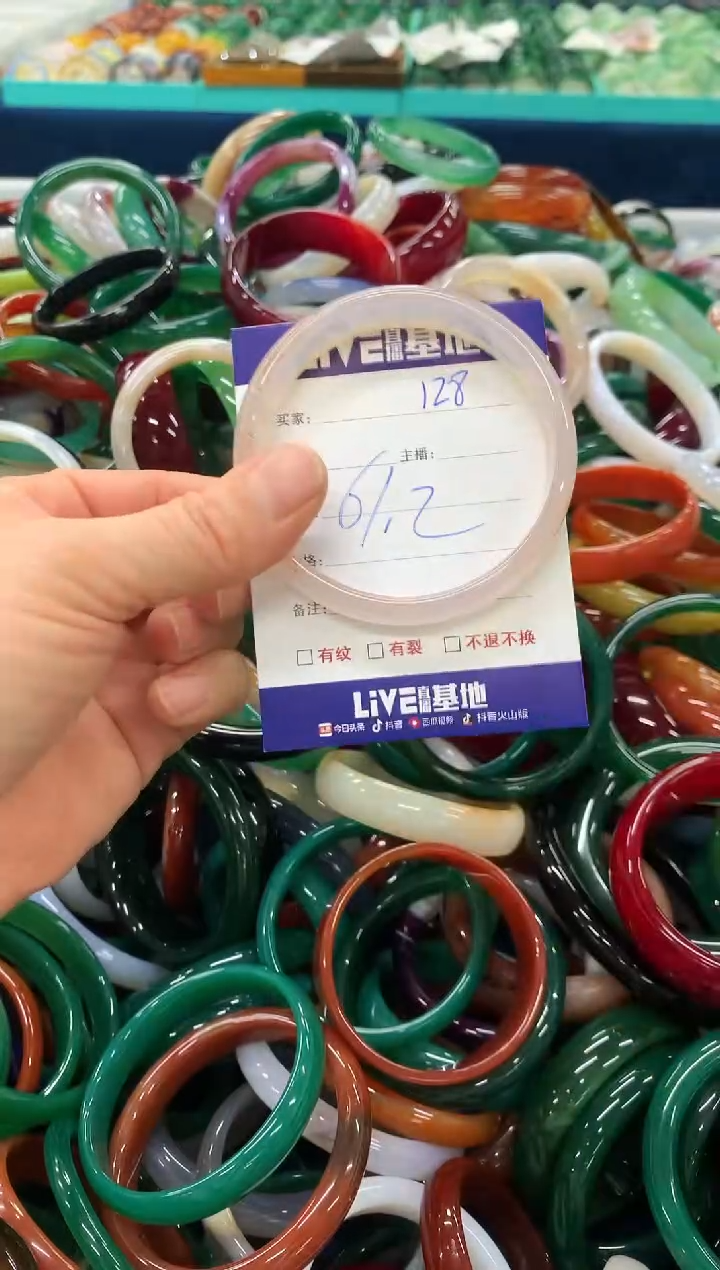 LiVE直播基地
128
买家:
主播:
61.2
格:
备注:
□有纹 □有裂 □不退不换
LiVE直播基地
今日头条 抖音 西瓜视频 抖音火山版